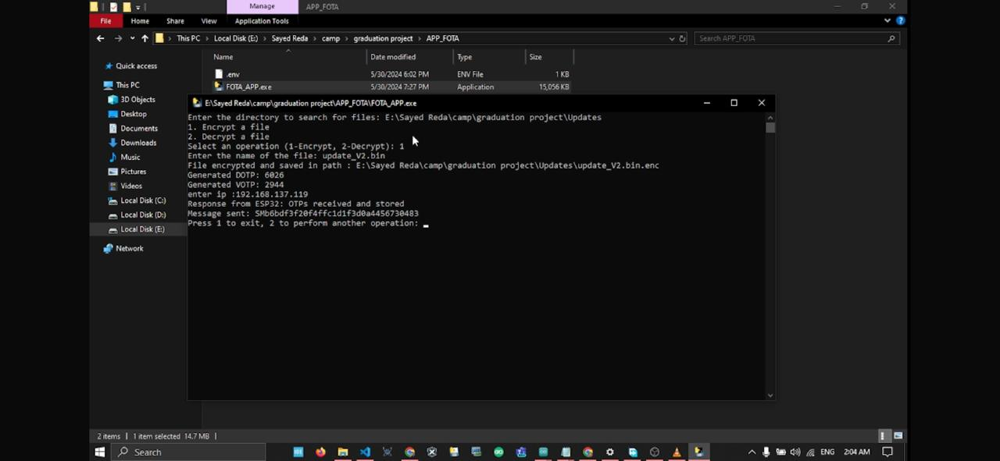 Manage
APP_FOTA
File
Home
Share
View
Application Tools
This PC > Local Disk (E:) > Sayed Reda > camp > graduation project > APP_FOTA
Search APP_FOTA
Name
Date modified
Type
Size
Quick access
This PC
3D Objects
Desktop
Documents
Downloads
Music
Pictures
Videos
Local Disk (C:)
Local Disk (D:)
Local Disk (E:)
Network
.env 5/30/2024 6:02 PM ENV File 1 KB
FOTA_APP.exe 5/30/2024 7:27 PM Application 15,056 KB
E:\Sayed Reda\camp\graduation project\APP_FOTA\FOTA_APP.exe
Enter the directory to search for files: E:\Sayed Reda\camp\graduation project\Updates
1. Encrypt a file
2. Decrypt a file
Select an operation (1-Encrypt, 2-Decrypt): 1
Enter the name of the file: update_V2.bin
File encrypted and saved in path : E:\Sayed Reda\camp\graduation project\Updates\update_V2.bin.enc
Generated DOTP: 6026
Generated VOTP: 2944
enter ip :192.168.137.119
Response from ESP32: OTPs received and stored
Message sent: SMb6bdf3f20f4ffc1d1f3d0a4456730483
Press 1 to exit, 2 to perform another operation:
2 items
1 item selected 14.7 MB
Search
ENG
2:04 AM